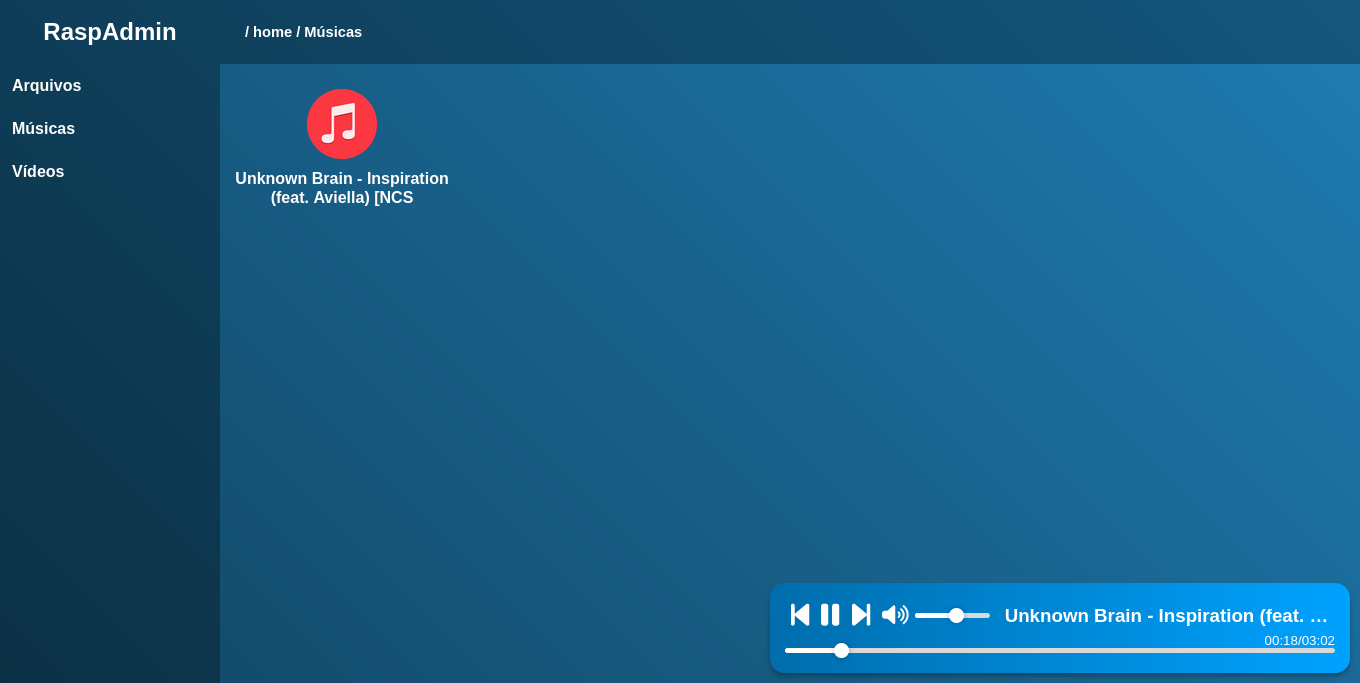 RaspAdmin
/ home / Músicas
Arquivos
Músicas
Vídeos
Unknown Brain - Inspiration
(feat. Aviella) [NCS
Unknown Brain - Inspiration (feat. …
00:18/03:02